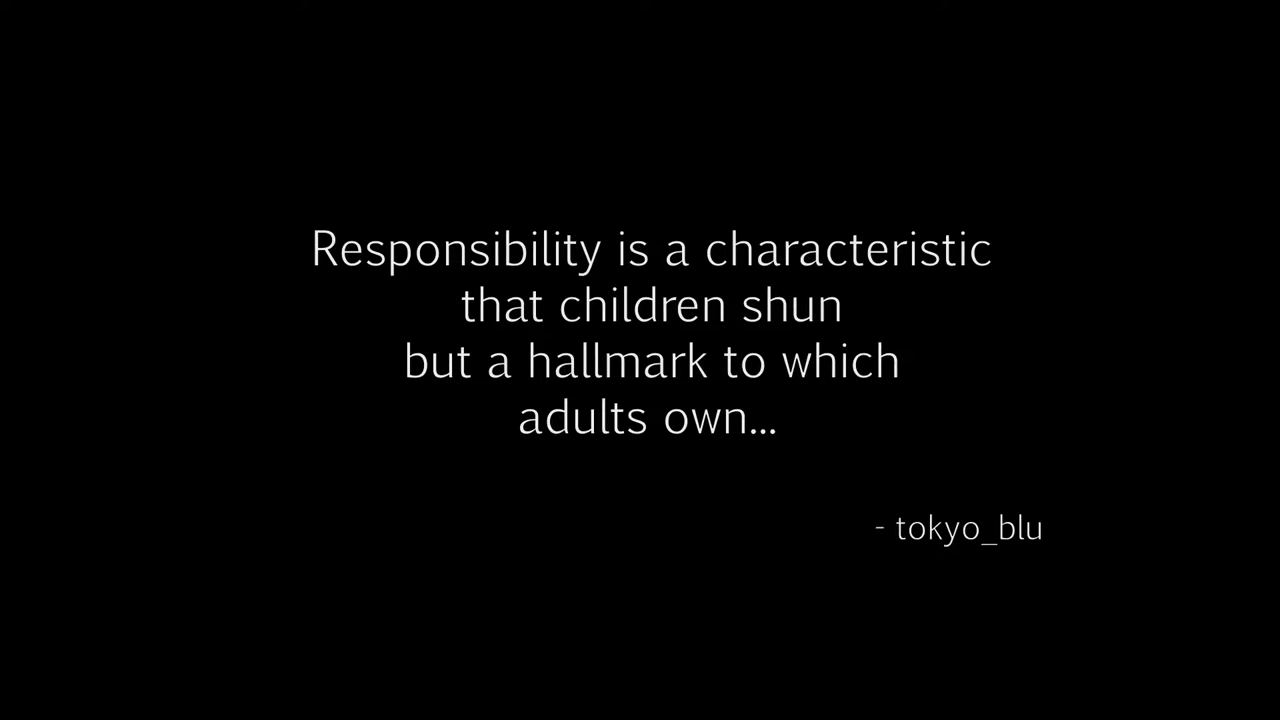 Responsibility is a characteristic
that children shun
but a hallmark to which
adults own...
- tokyo_blu